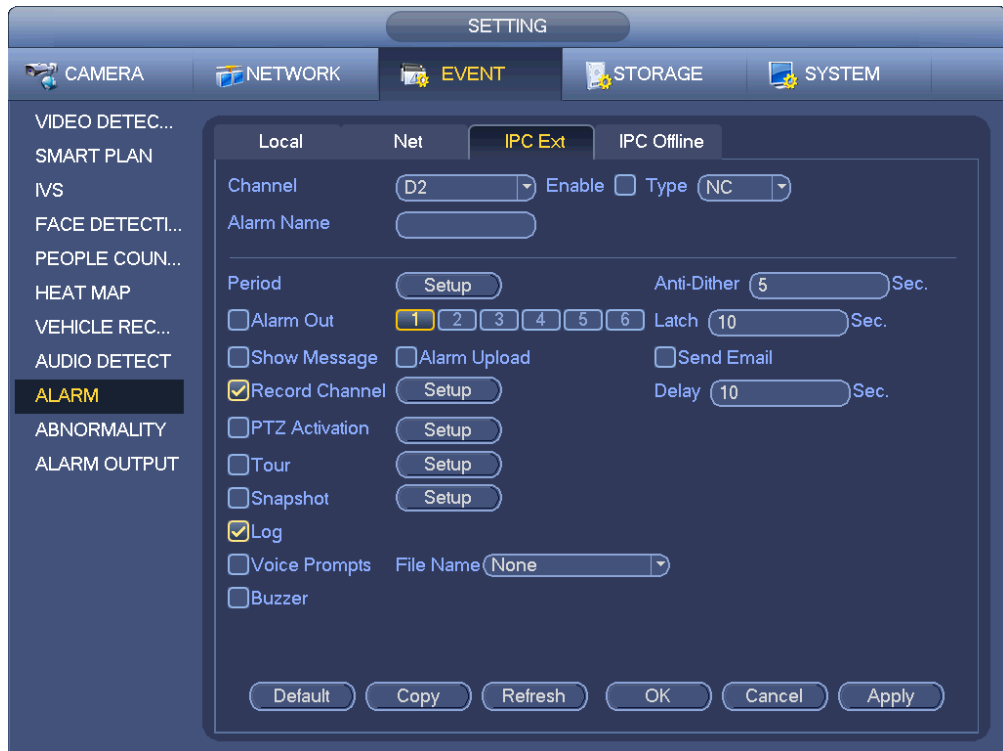 SETTING
CAMERA NETWORK EVENT STORAGE SYSTEM
VIDEO DETEC...
SMART PLAN
IVS
FACE DETECTI...
PEOPLE COUN...
HEAT MAP
VEHICLE REC...
AUDIO DETECT
ALARM
ABNORMALITY
ALARM OUTPUT
Local Net IPC Ext IPC Offline
Channel D2 Enable Type NC
Alarm Name
Period Setup Anti-Dither 5 Sec.
Alarm Out 1 2 3 4 5 6 Latch 10 Sec.
Show Message Alarm Upload Send Email
Record Channel Setup Delay 10 Sec.
PTZ Activation Setup
Tour Setup
Snapshot Setup
Log
Voice Prompts File Name None
Buzzer
Default Copy Refresh OK Cancel Apply